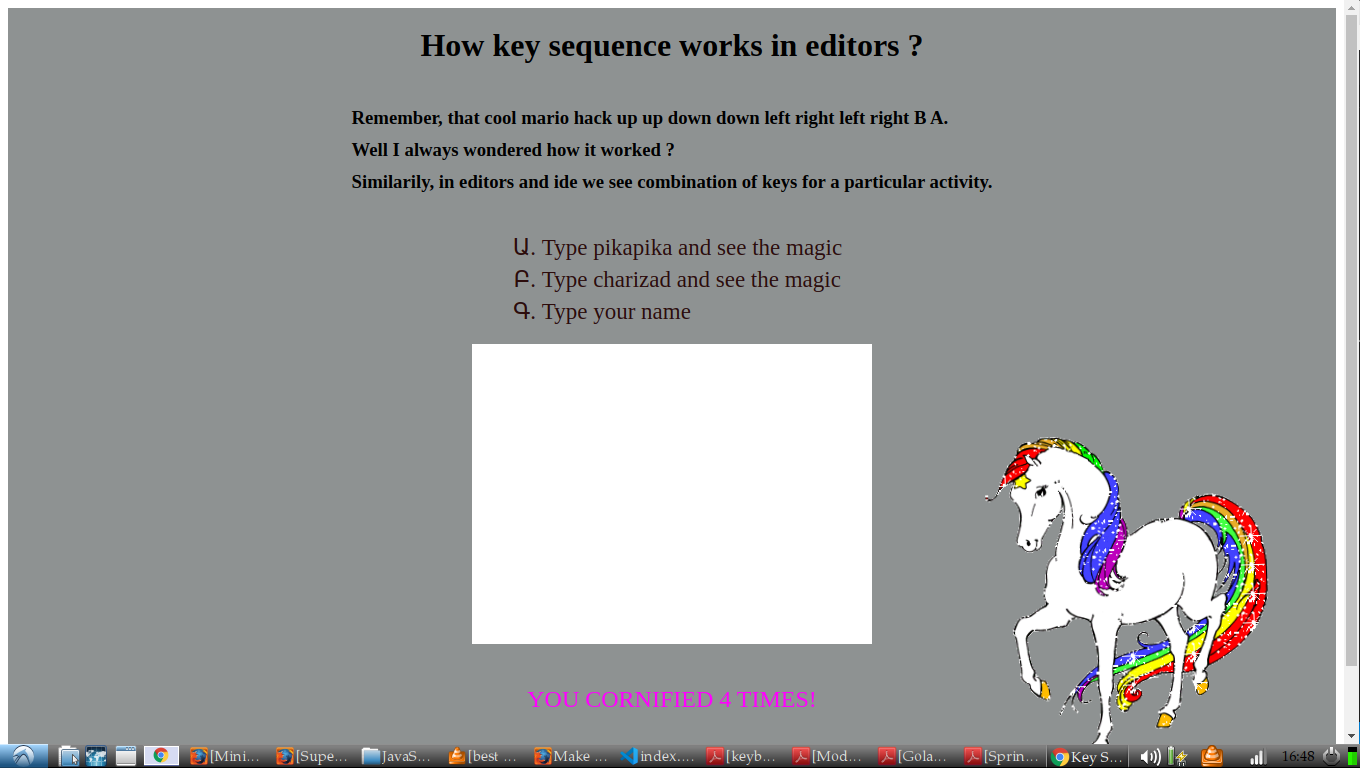 How key sequence works in editors ?
Remember, that cool mario hack up up down down left right left right B A.
Well I always wondered how it worked ?
Similarily, in editors and ide we see combination of keys for a particular activity.
Ա. Type pikapika and see the magic
Բ. Type charizad and see the magic
Գ. Type your name
YOU CORNIFIED 4 TIMES!
[Mini... [Supe... JavaS... [best ... Make ... index.... [keyb... [Mod... [Gola... [Sprin... Key S... 16:48